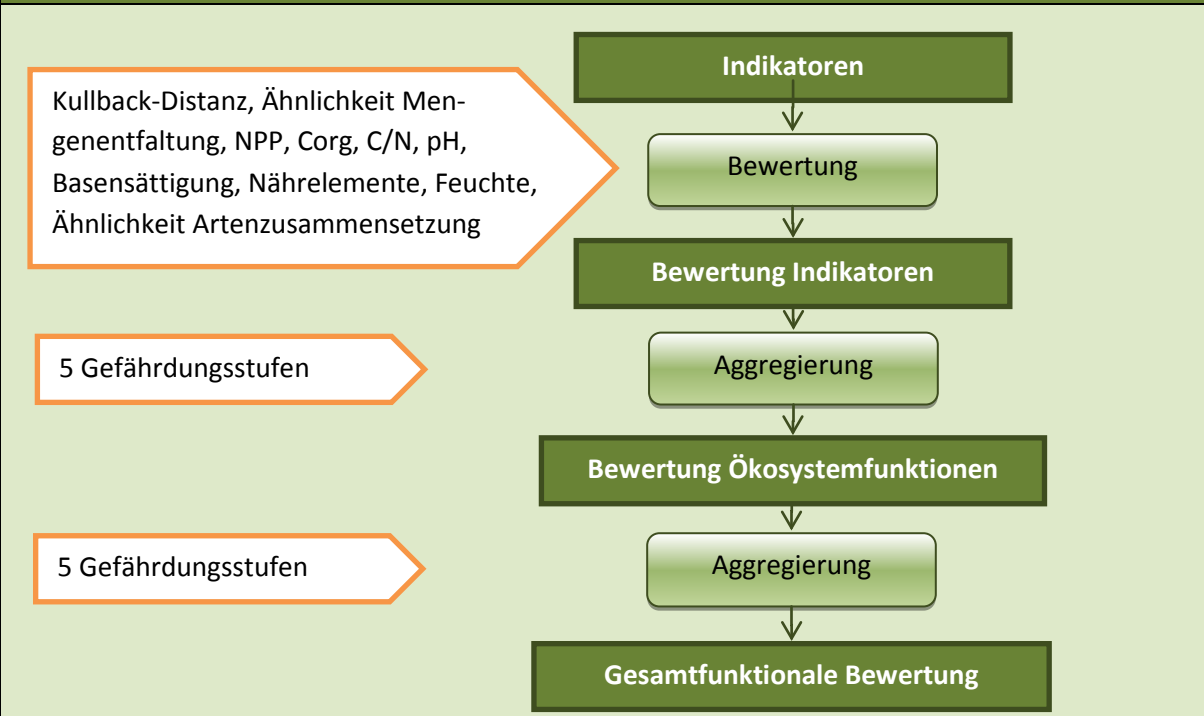 Indikatoren
Kullback-Distanz, Ähnlichkeit Men-
genentfaltung, NPP, Corg, C/N, pH,
Basensättigung, Nährelemente, Feuchte,
Ähnlichkeit Artenzusammensetzung
Bewertung
Bewertung Indikatoren
5 Gefährdungsstufen
Aggregierung
Bewertung Ökosystemfunktionen
5 Gefährdungsstufen
Aggregierung
Gesamtfunktionale Bewertung